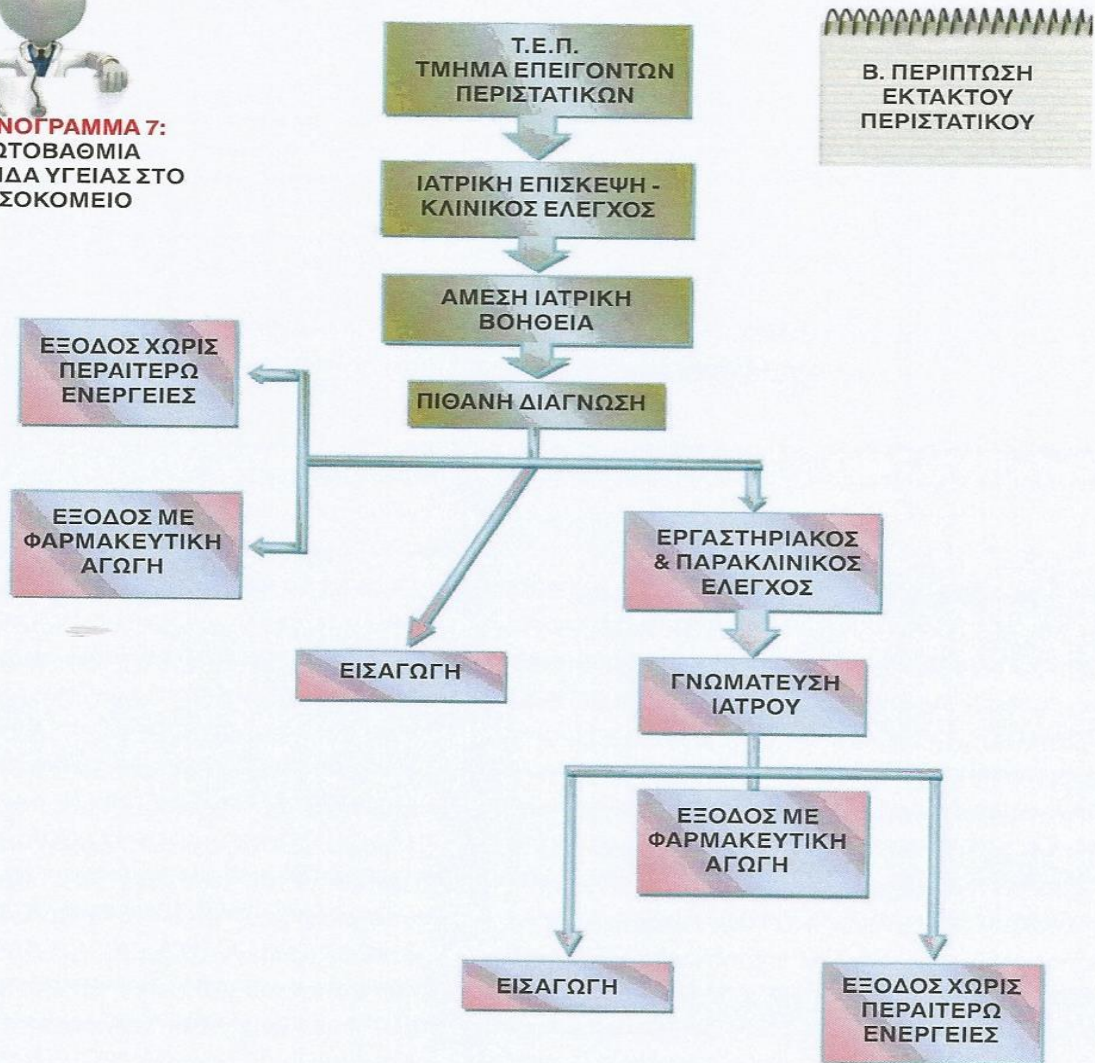 Τ.Ε.Π.
ΤΜΗΜΑ ΕΠΕΙΓΟΝΤΩΝ
ΠΕΡΙΣΤΑΤΙΚΩΝ
Β. ΠΕΡΙΠΤΩΣΗ
ΕΚΤΑΚΤΟΥ
ΠΕΡΙΣΤΑΤΙΚΟΥ
ΝΟΓΡΑΜΜΑ 7:
ΩΤΟΒΑΘΜΙΑ
ΙΔΑ ΥΓΕΙΑΣ ΣΤΟ
ΣΟΚΟΜΕΙΟ
ΙΑΤΡΙΚΗ ΕΠΙΣΚΕΨΗ -
ΚΛΙΝΙΚΟΣ ΕΛΕΓΧΟΣ
ΑΜΕΣΗ ΙΑΤΡΙΚΗ
ΒΟΗΘΕΙΑ
ΠΙΘΑΝΗ ΔΙΑΓΝΩΣΗ
ΕΞΟΔΟΣ ΧΩΡΙΣ
ΠΕΡΑΙΤΕΡΩ
ΕΝΕΡΓΕΙΕΣ
ΕΞΟΔΟΣ ΜΕ
ΦΑΡΜΑΚΕΥΤΙΚΗ
ΑΓΩΓΗ
ΕΙΣΑΓΩΓΗ
ΕΡΓΑΣΤΗΡΙΑΚΟΣ
& ΠΑΡΑΚΛΙΝΙΚΟΣ
ΕΛΕΓΧΟΣ
ΓΝΩΜΑΤΕΥΣΗ
ΙΑΤΡΟΥ
ΕΞΟΔΟΣ ΜΕ
ΦΑΡΜΑΚΕΥΤΙΚΗ
ΑΓΩΓΗ
ΕΙΣΑΓΩΓΗ
ΕΞΟΔΟΣ ΧΩΡΙΣ
ΠΕΡΑΙΤΕΡΩ
ΕΝΕΡΓΕΙΕΣ